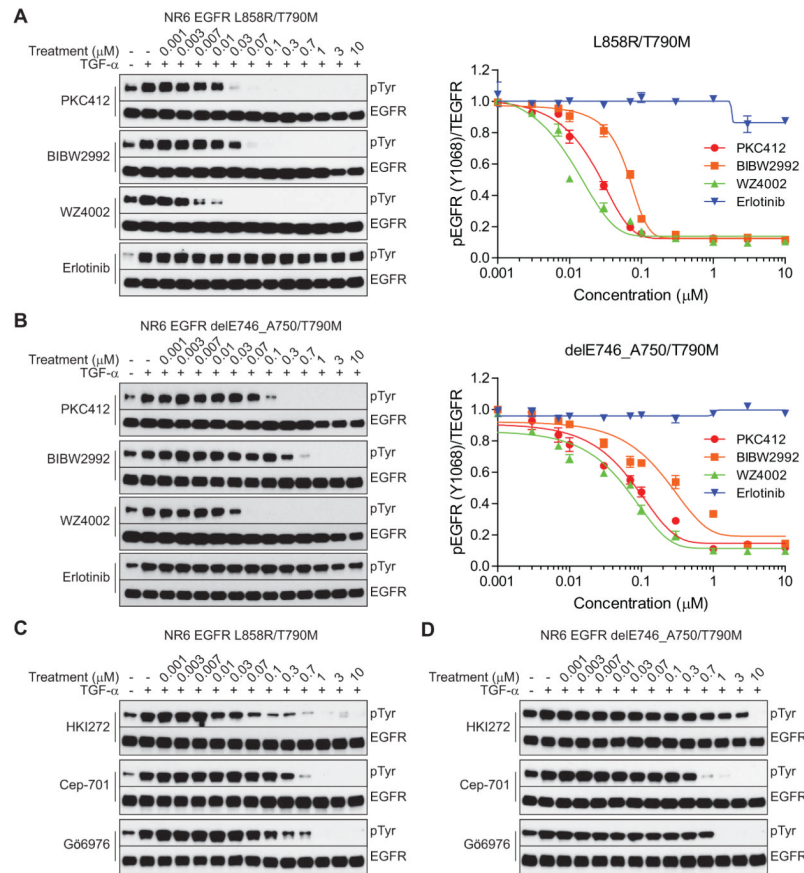 A
NR6 EGFR L858R/T790M
Treatment (μM) - - 0.001 0.003 0.007 0.01 0.03 0.07 0.1 0.3 0.7 1 3 10
TGF-α - + + + + + + + + + + + + +
PKC412 pTyr
EGFR
BIBW2992 pTyr
EGFR
WZ4002 pTyr
EGFR
Erlotinib pTyr
EGFR
L858R/T790M
pEGFR (Y1068)/TEGFR
1.2
1.0
0.8
0.6
0.4
0.2
0.0
0.001 0.01 0.1 1 10
Concentration (μM)
PKC412
BIBW2992
WZ4002
Erlotinib
B
NR6 EGFR delE746_A750/T790M
Treatment (μM) - - 0.001 0.003 0.007 0.01 0.03 0.07 0.1 0.3 0.7 1 3 10
TGF-α - + + + + + + + + + + + + +
PKC412 pTyr
EGFR
BIBW2992 pTyr
EGFR
WZ4002 pTyr
EGFR
Erlotinib pTyr
EGFR
delE746_A750/T790M
pEGFR (Y1068)/TEGFR
1.2
1.0
0.8
0.6
0.4
0.2
0.0
0.001 0.01 0.1 1 10
Concentration (μM)
PKC412
BIBW2992
WZ4002
Erlotinib
C
NR6 EGFR L858R/T790M
Treatment (μM) - - 0.001 0.003 0.007 0.01 0.03 0.07 0.1 0.3 0.7 1 3 10
TGF-α - + + + + + + + + + + + + +
HKI272 pTyr
EGFR
Cep-701 pTyr
EGFR
Gö6976 pTyr
EGFR
D
NR6 EGFR delE746_A750/T790M
Treatment (μM) - - 0.001 0.003 0.007 0.01 0.03 0.07 0.1 0.3 0.7 1 3 10
TGF-α - + + + + + + + + + + + + +
HKI272 pTyr
EGFR
Cep-701 pTyr
EGFR
Gö6976 pTyr
EGFR